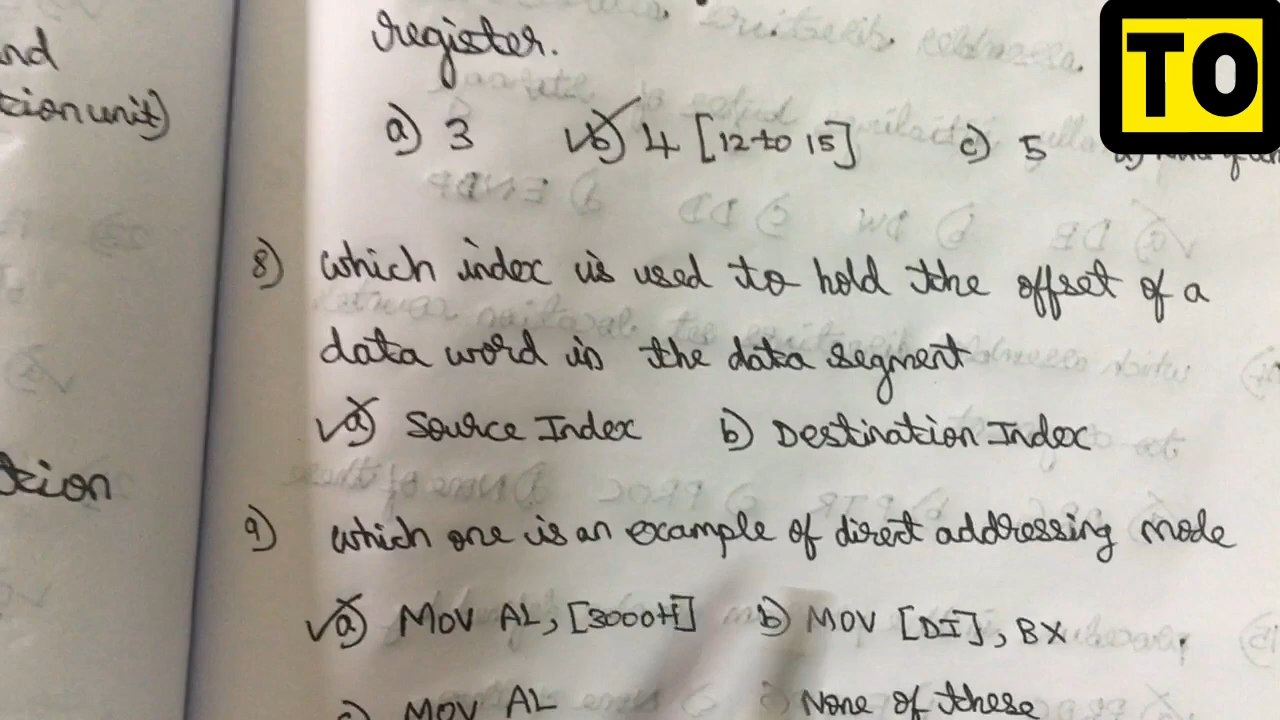 nd
tion unit)
tion
register.
a) 3 b) 4 [12 to 15] c) 5
8) which index is used to hold the offset of a
data word in the data segment
a) Source Index b) Destination Index
9) which one is an example of direct addressing mode
a) MOV AL, [3000H] b) MOV [DI], BX
c) MOV AL None of these
TO